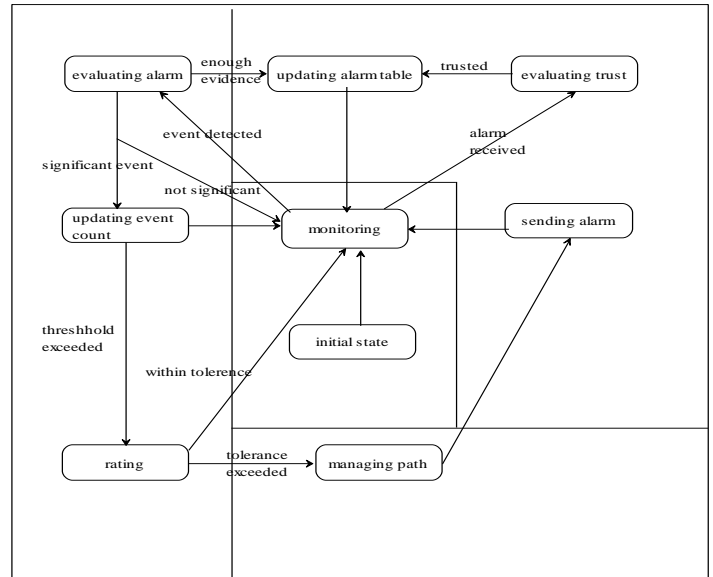 evaluating alarm
enough
evidence
updating alarm table
trusted
evaluating trust
event detected
alarm
received
significant event
not significant
updating event
count
monitoring
sending alarm
threshhold
exceeded
initial state
within tolerence
rating
tolerance
exceeded
managing path